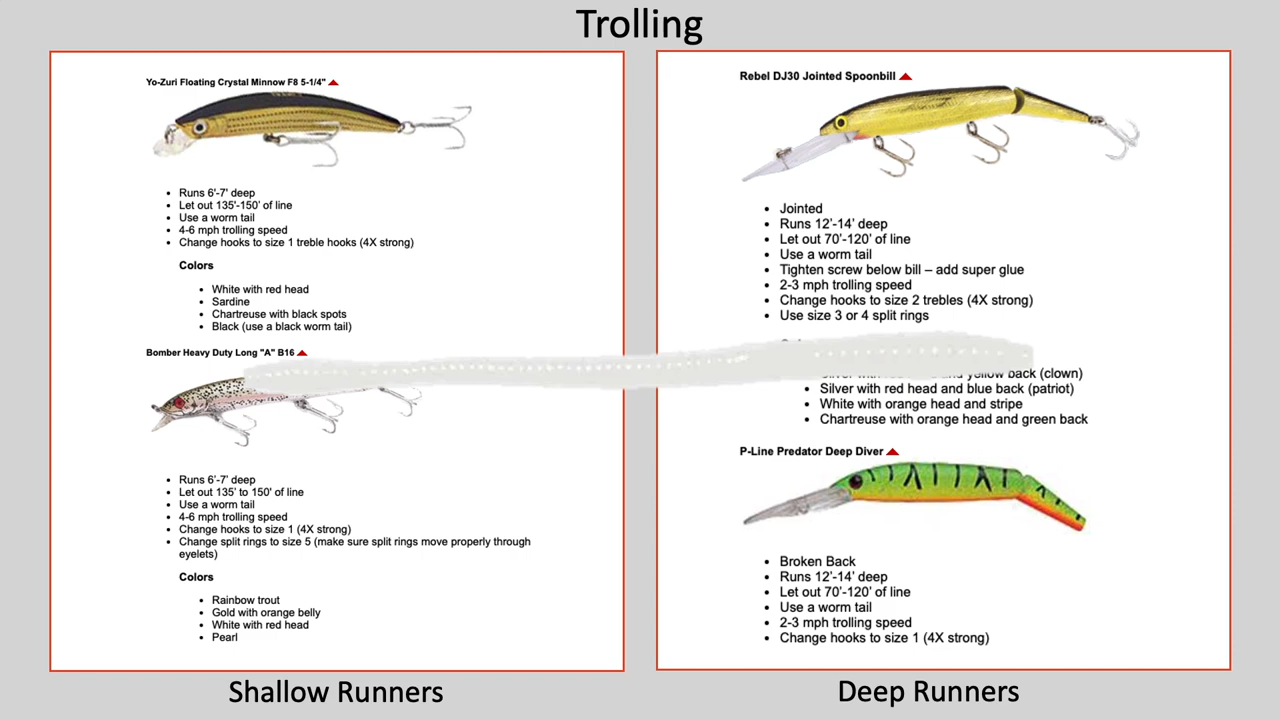 Trolling
Yo-Zuri Floating Crystal Minnow F8 5-1/4"
• Runs 6'-7' deep
• Let out 135'-150' of line
• Use a worm tail
• 4-6 mph trolling speed
• Change hooks to size 1 treble hooks (4X strong)
Colors
• White with red head
• Sardine
• Chartreuse with black spots
• Black (use a black worm tail)
Bomber Heavy Duty Long "A" B16
• Runs 6'-7' deep
• Let out 135' to 150' of line
• Use a worm tail
• 4-6 mph trolling speed
• Change hooks to size 1 (4X strong)
• Change split rings to size 5 (make sure split rings move properly through
eyelets)
Colors
• Rainbow trout
• Gold with orange belly
• White with red head
• Pearl
Shallow Runners
Rebel DJ30 Jointed Spoonbill
• Jointed
• Runs 12'-14' deep
• Let out 70'-120' of line
• Use a worm tail
• Tighten screw below bill – add super glue
• 2-3 mph trolling speed
• Change hooks to size 2 trebles (4X strong)
• Use size 3 or 4 split rings
yellow back (clown)
• Silver with red head and blue back (patriot)
• White with orange head and stripe
• Chartreuse with orange head and green back
P-Line Predator Deep Diver
• Broken Back
• Runs 12'-14' deep
• Let out 70'-120' of line
• Use a worm tail
• 2-3 mph trolling speed
• Change hooks to size 1 (4X strong)
Deep Runners